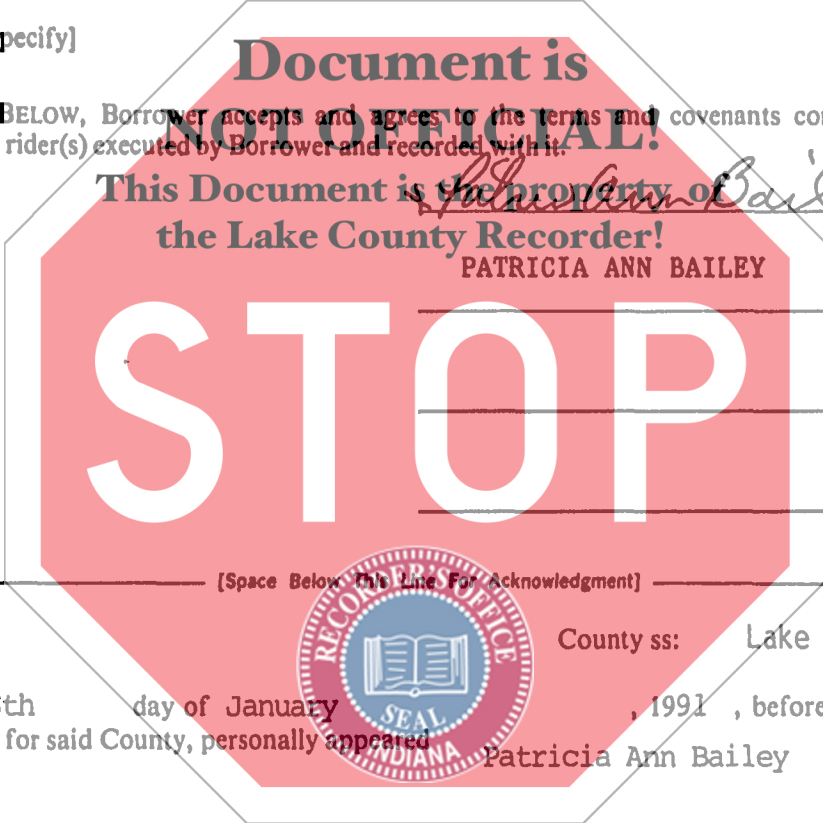 pecify]
Document is
BELOW, Borrower accepts and agrees to the terms and covenants co
NOT OFFICIAL!
rider(s) executed by Borrower and recorded with it.
This Document is the property of
the Lake County Recorder!
PATRICIA ANN BAILEY
STOP
[Space Below This Line For Acknowledgment]
RECORDER'S OFFICE
SEAL
INDIANA
County ss: Lake
th day of January , 1991 , before
for said County, personally appeared Patricia Ann Bailey